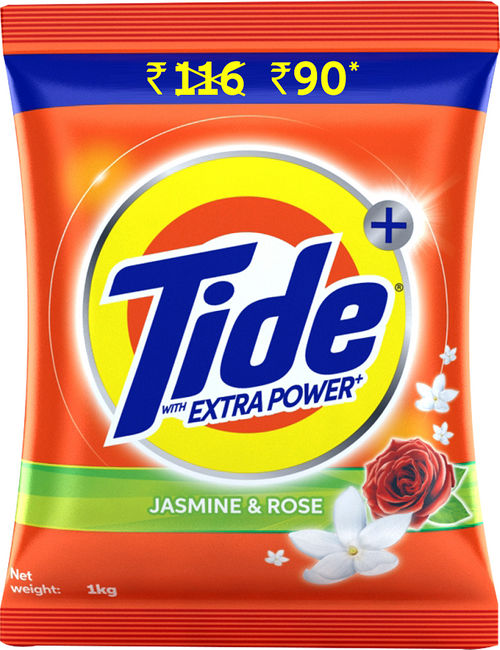 ₹116 ₹90*
+
Tide®
WITH EXTRA POWER+
JASMINE & ROSE
Net
weight: 1kg